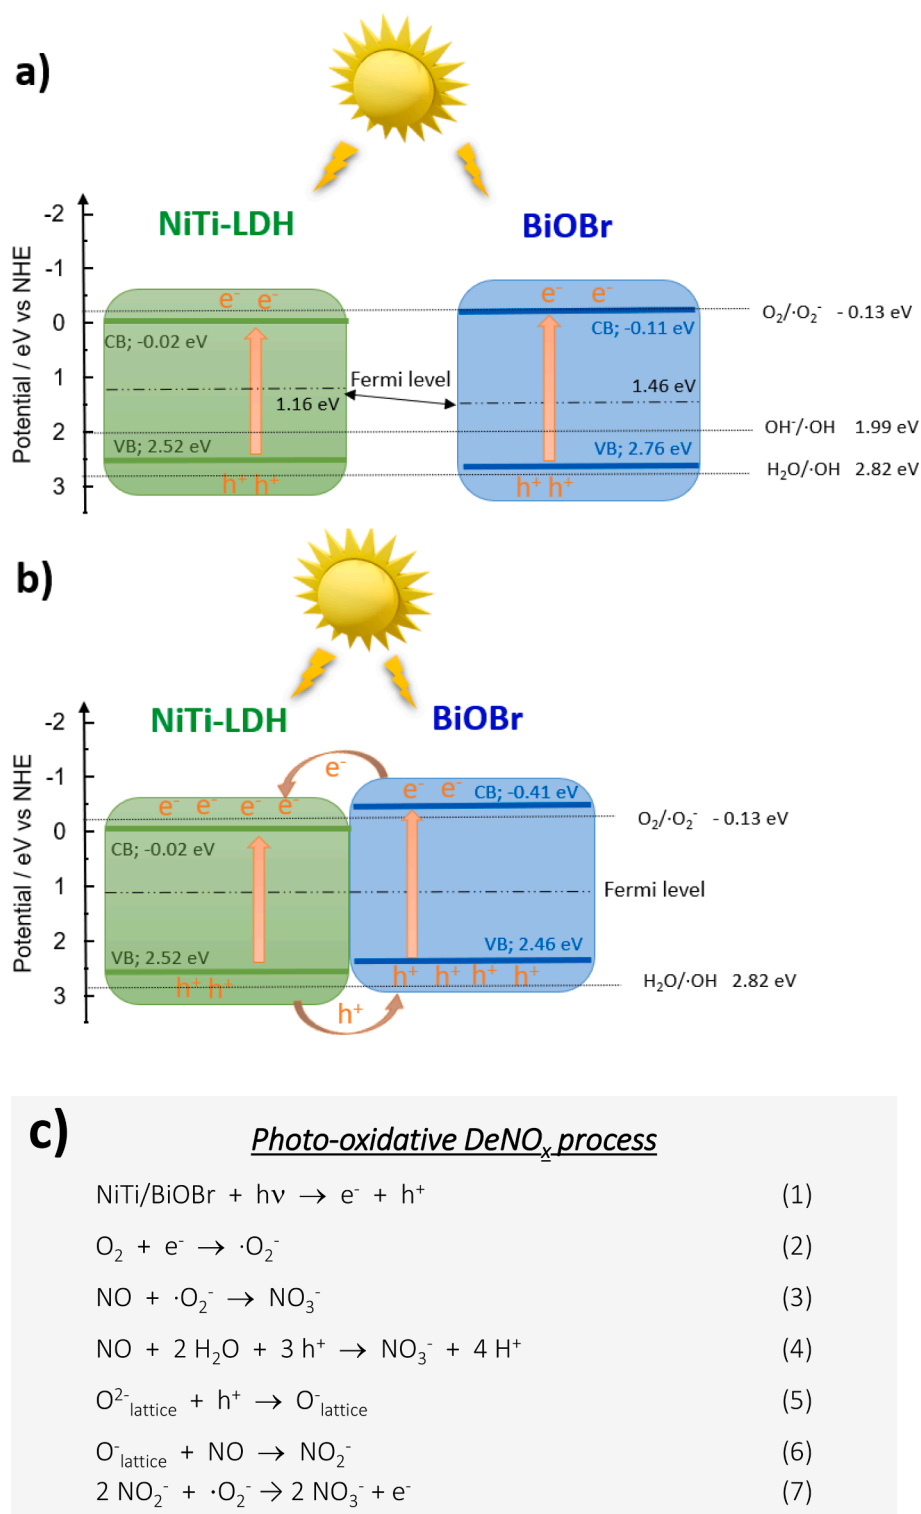 a)
NiTi-LDH
BiOBr
Potential / eV vs NHE
-2
-1
0
1
2
3
e⁻ e⁻
CB; -0.02 eV
1.16 eV
VB; 2.52 eV
h⁺ h⁺
Fermi level
e⁻ e⁻
CB; -0.11 eV
1.46 eV
VB; 2.76 eV
h⁺ h⁺
O₂/·O₂⁻ - 0.13 eV
OH⁻/·OH 1.99 eV
H₂O/·OH 2.82 eV
b)
NiTi-LDH
BiOBr
Potential / eV vs NHE
-2
-1
0
1
2
3
e⁻
e⁻ e⁻ e⁻ e⁻
CB; -0.02 eV
VB; 2.52 eV
h⁺ h⁺
e⁻ e⁻
CB; -0.41 eV
VB; 2.46 eV
h⁺ h⁺ h⁺ h⁺
h⁺
O₂/·O₂⁻ - 0.13 eV
Fermi level
H₂O/·OH 2.82 eV
c)
Photo-oxidative DeNOₓ process
NiTi/BiOBr + hν → e⁻ + h⁺ (1)
O₂ + e⁻ → ·O₂⁻ (2)
NO + ·O₂⁻ → NO₃⁻ (3)
NO + 2 H₂O + 3 h⁺ → NO₃⁻ + 4 H⁺ (4)
O²⁻lattice + h⁺ → O⁻lattice (5)
O⁻lattice + NO → NO₂⁻ (6)
2 NO₂⁻ + ·O₂⁻ → 2 NO₃⁻ + e⁻ (7)